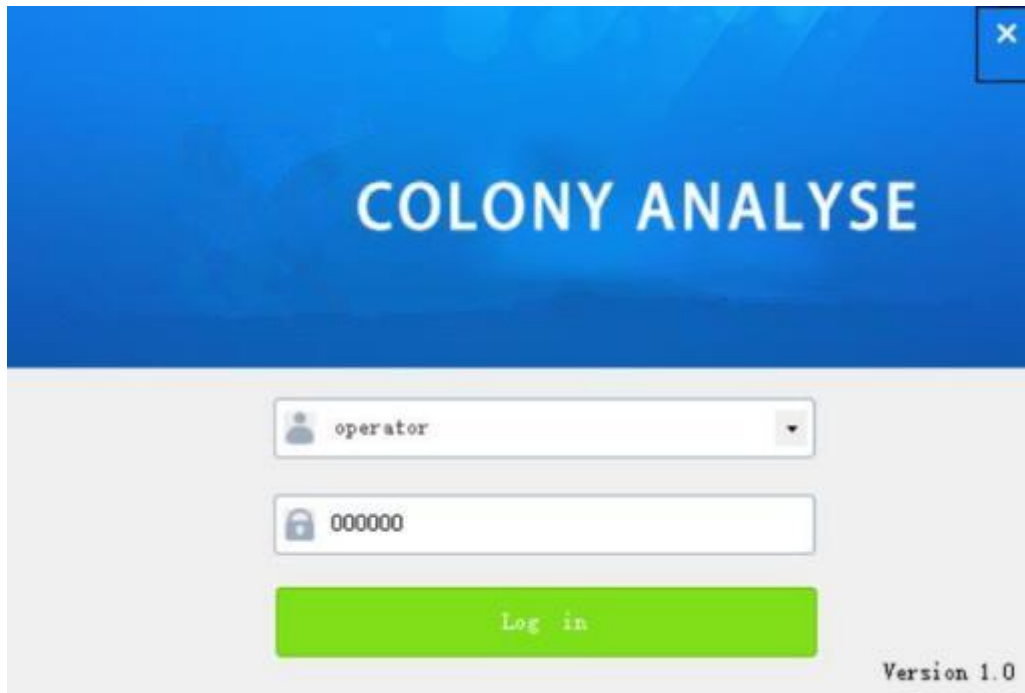 ×
COLONY ANALYSE
operator
000000
Log in
Version 1.0